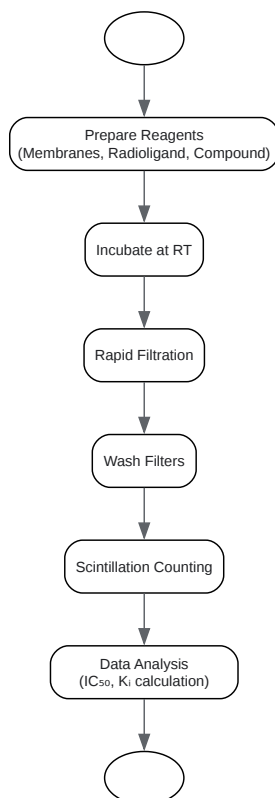 Prepare Reagents
(Membranes, Radioligand, Compound)
Incubate at RT
Rapid Filtration
Wash Filters
Scintillation Counting
Data Analysis
(IC₅₀, Kᵢ calculation)